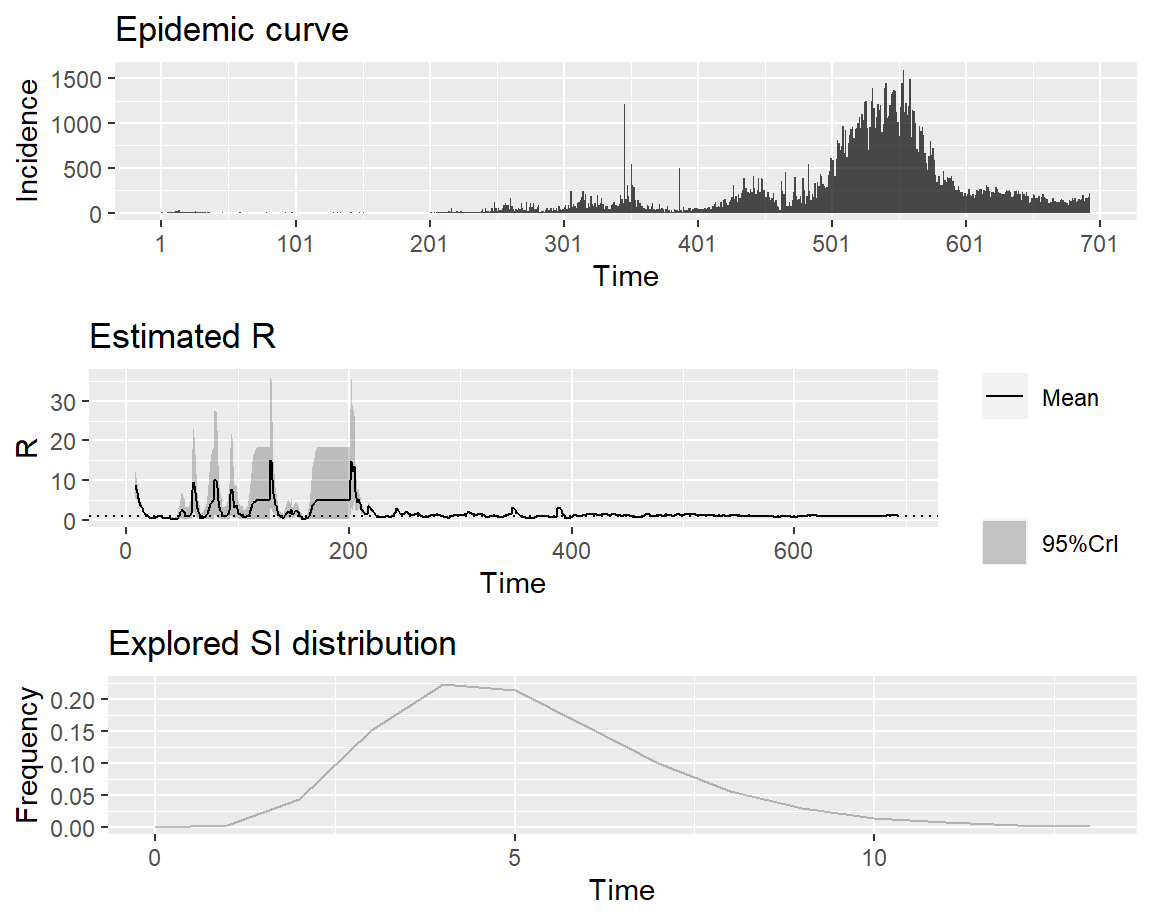 Epidemic curve
Incidence
1500
1000
500
0
1 101 201 301 401 501 601 701
Time
Estimated R
R
30
20
10
0
0 200 400 600
Time
Mean
95%CrI
Explored SI distribution
Frequency
0.20
0.15
0.10
0.05
0.00
0 5 10
Time